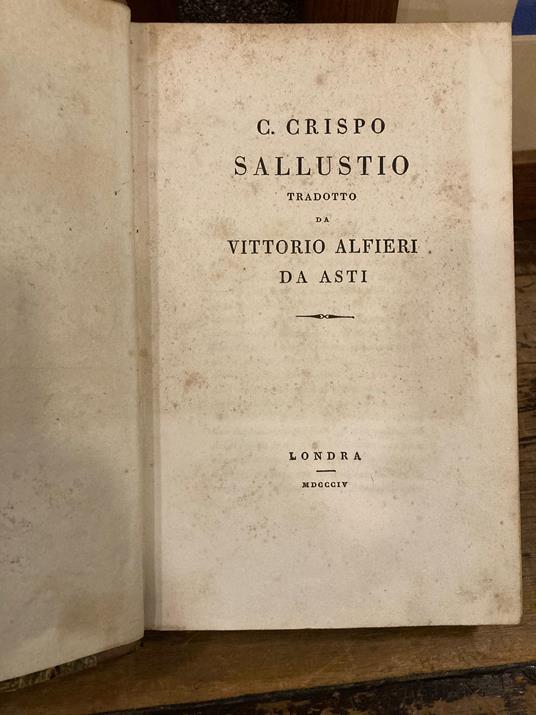 C. CRISPO
SALLUSTIO
TRADOTTO
DA
VITTORIO ALFIERI
DA ASTI
LONDRA
MDCCCIV